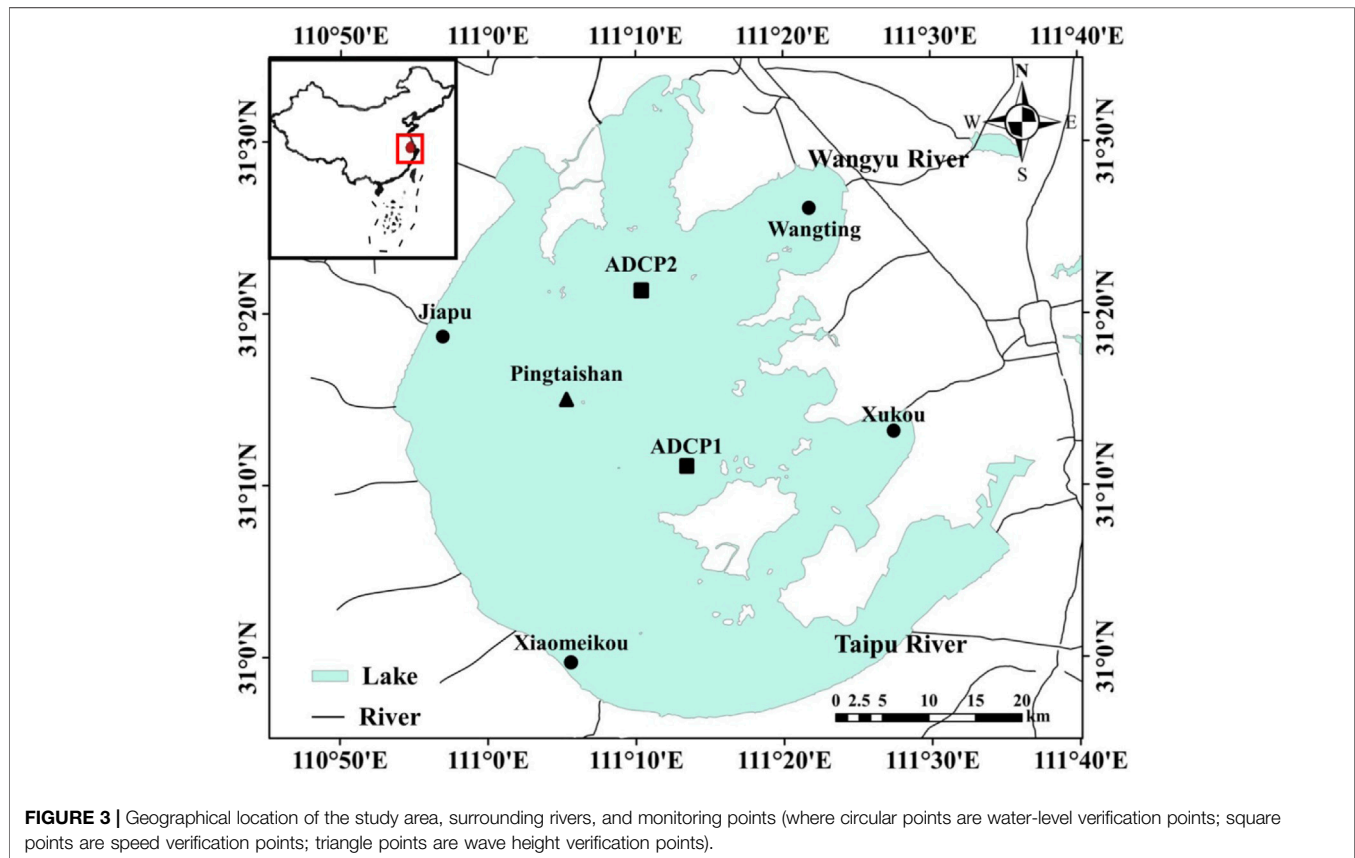 110°50'E 111°0'E 111°10'E 111°20'E 111°30'E 111°40'E
N
W E
S
31°30'N 31°30'N
Wangyu River
Wangting
ADCP2
31°20'N 31°20'N
Jiapu
Pingtaishan
Xukou
ADCP1
31°10'N 31°10'N
Xiaomeikou
Taipu River
31°0'N 31°0'N
Lake
River
0 2.5 5 10 15 20
km
110°50'E 111°0'E 111°10'E 111°20'E 111°30'E 111°40'E
FIGURE 3 | Geographical location of the study area, surrounding rivers, and monitoring points (where circular points are water-level verification points; square
points are speed verification points; triangle points are wave height verification points).